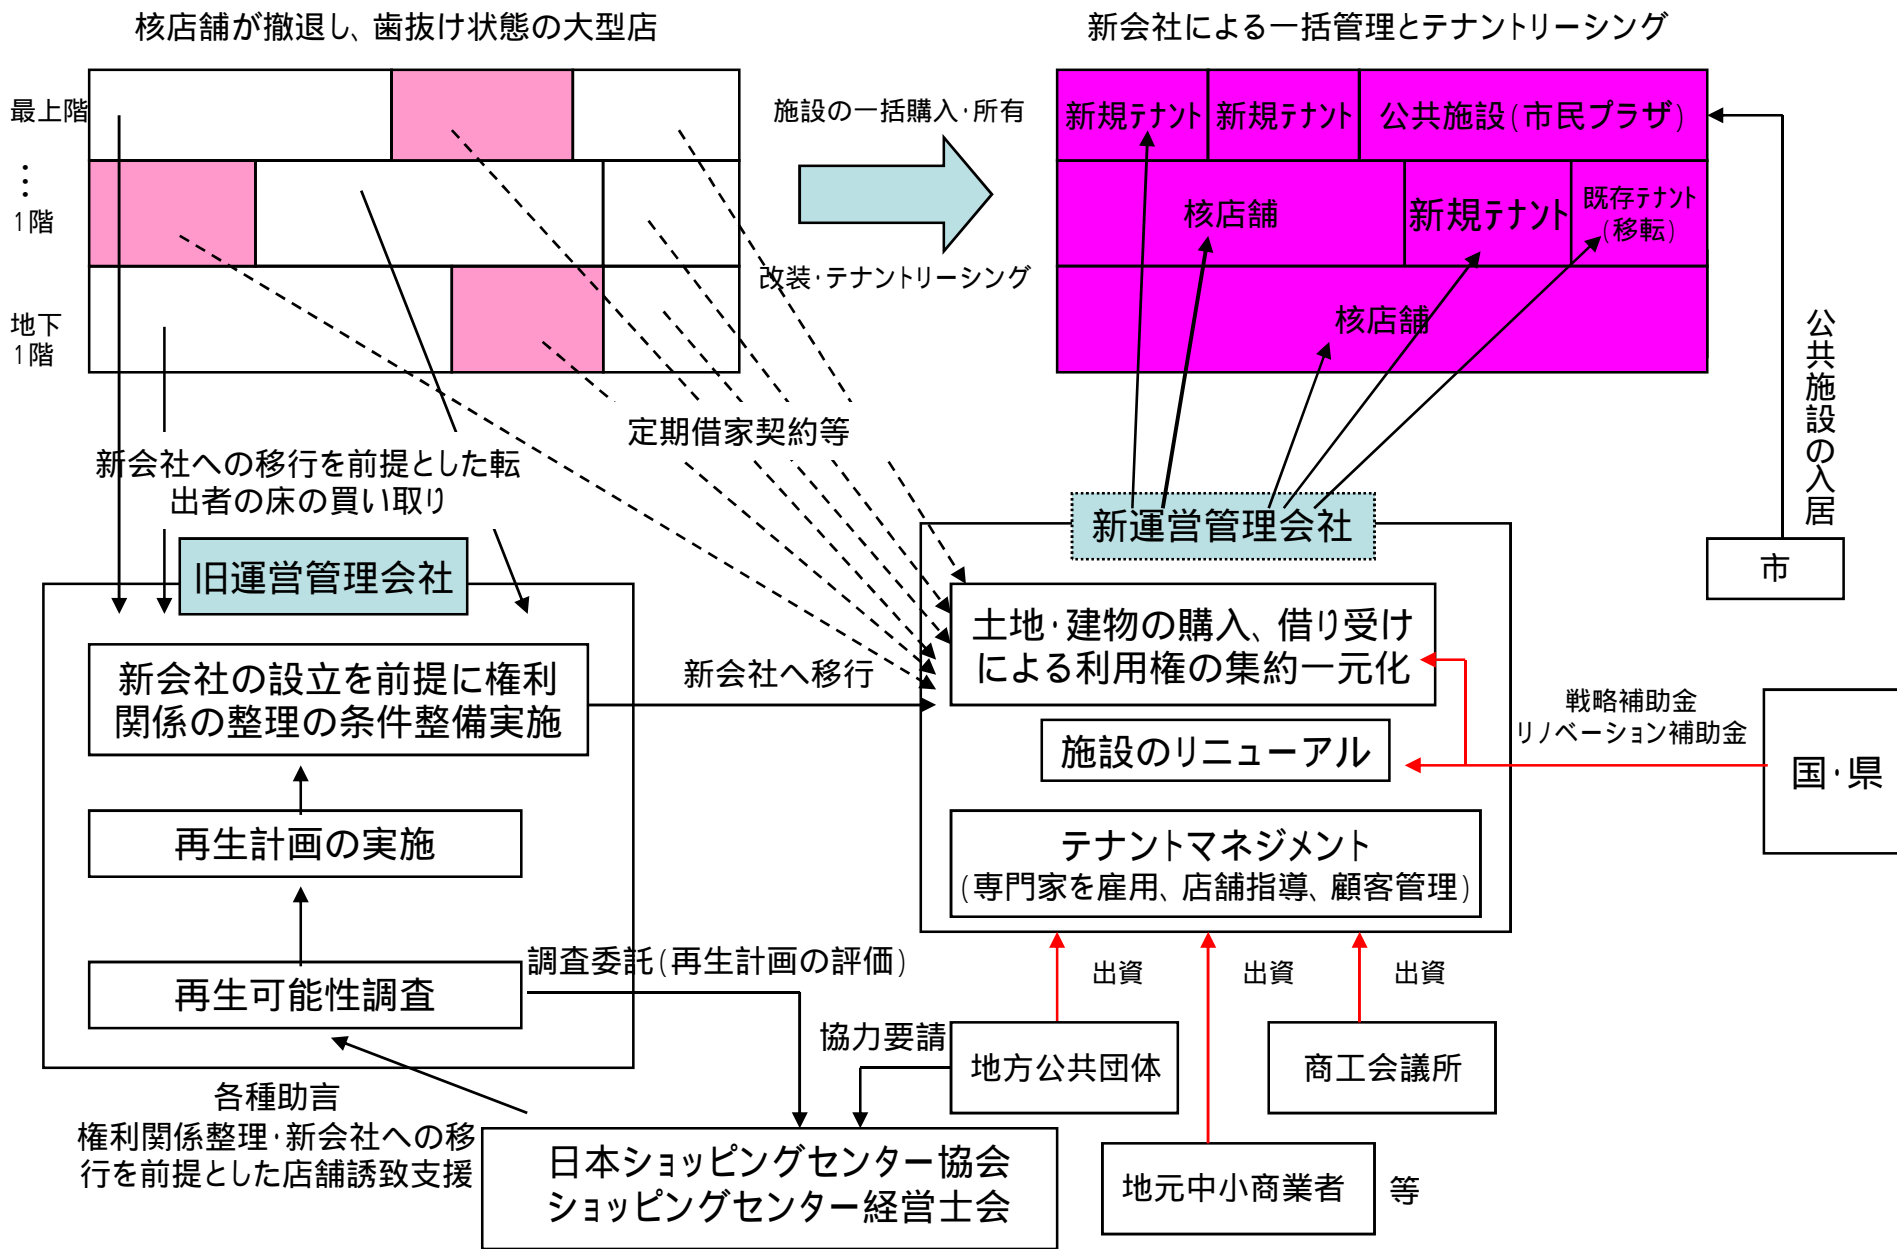 核店舗が撤退し、歯抜け状態の大型店
新会社による一括管理とテナントリーシング
最上階
⋮
1階
地下
1階
施設の一括購入・所有
改装・テナントリーシング
新規テナント
新規テナント
公共施設(市民プラザ)
核店舗
新規テナント
既存テナント
(移転)
核店舗
公共施設の入居
市
定期借家契約等
新会社への移行を前提とした転
出者の床の買い取り
旧運営管理会社
新会社の設立を前提に権利
関係の整理の条件整備実施
再生計画の実施
再生可能性調査
新会社へ移行
新運営管理会社
土地・建物の購入、借り受け
による利用権の集約一元化
施設のリニューアル
テナントマネジメント
(専門家を雇用、店舗指導、顧客管理)
戦略補助金
リノベーション補助金
国・県
調査委託(再生計画の評価)
出資
出資
出資
協力要請
地方公共団体
商工会議所
地元中小商業者
等
各種助言
権利関係整理・新会社への移
行を前提とした店舗誘致支援
日本ショッピングセンター協会
ショッピングセンター経営士会